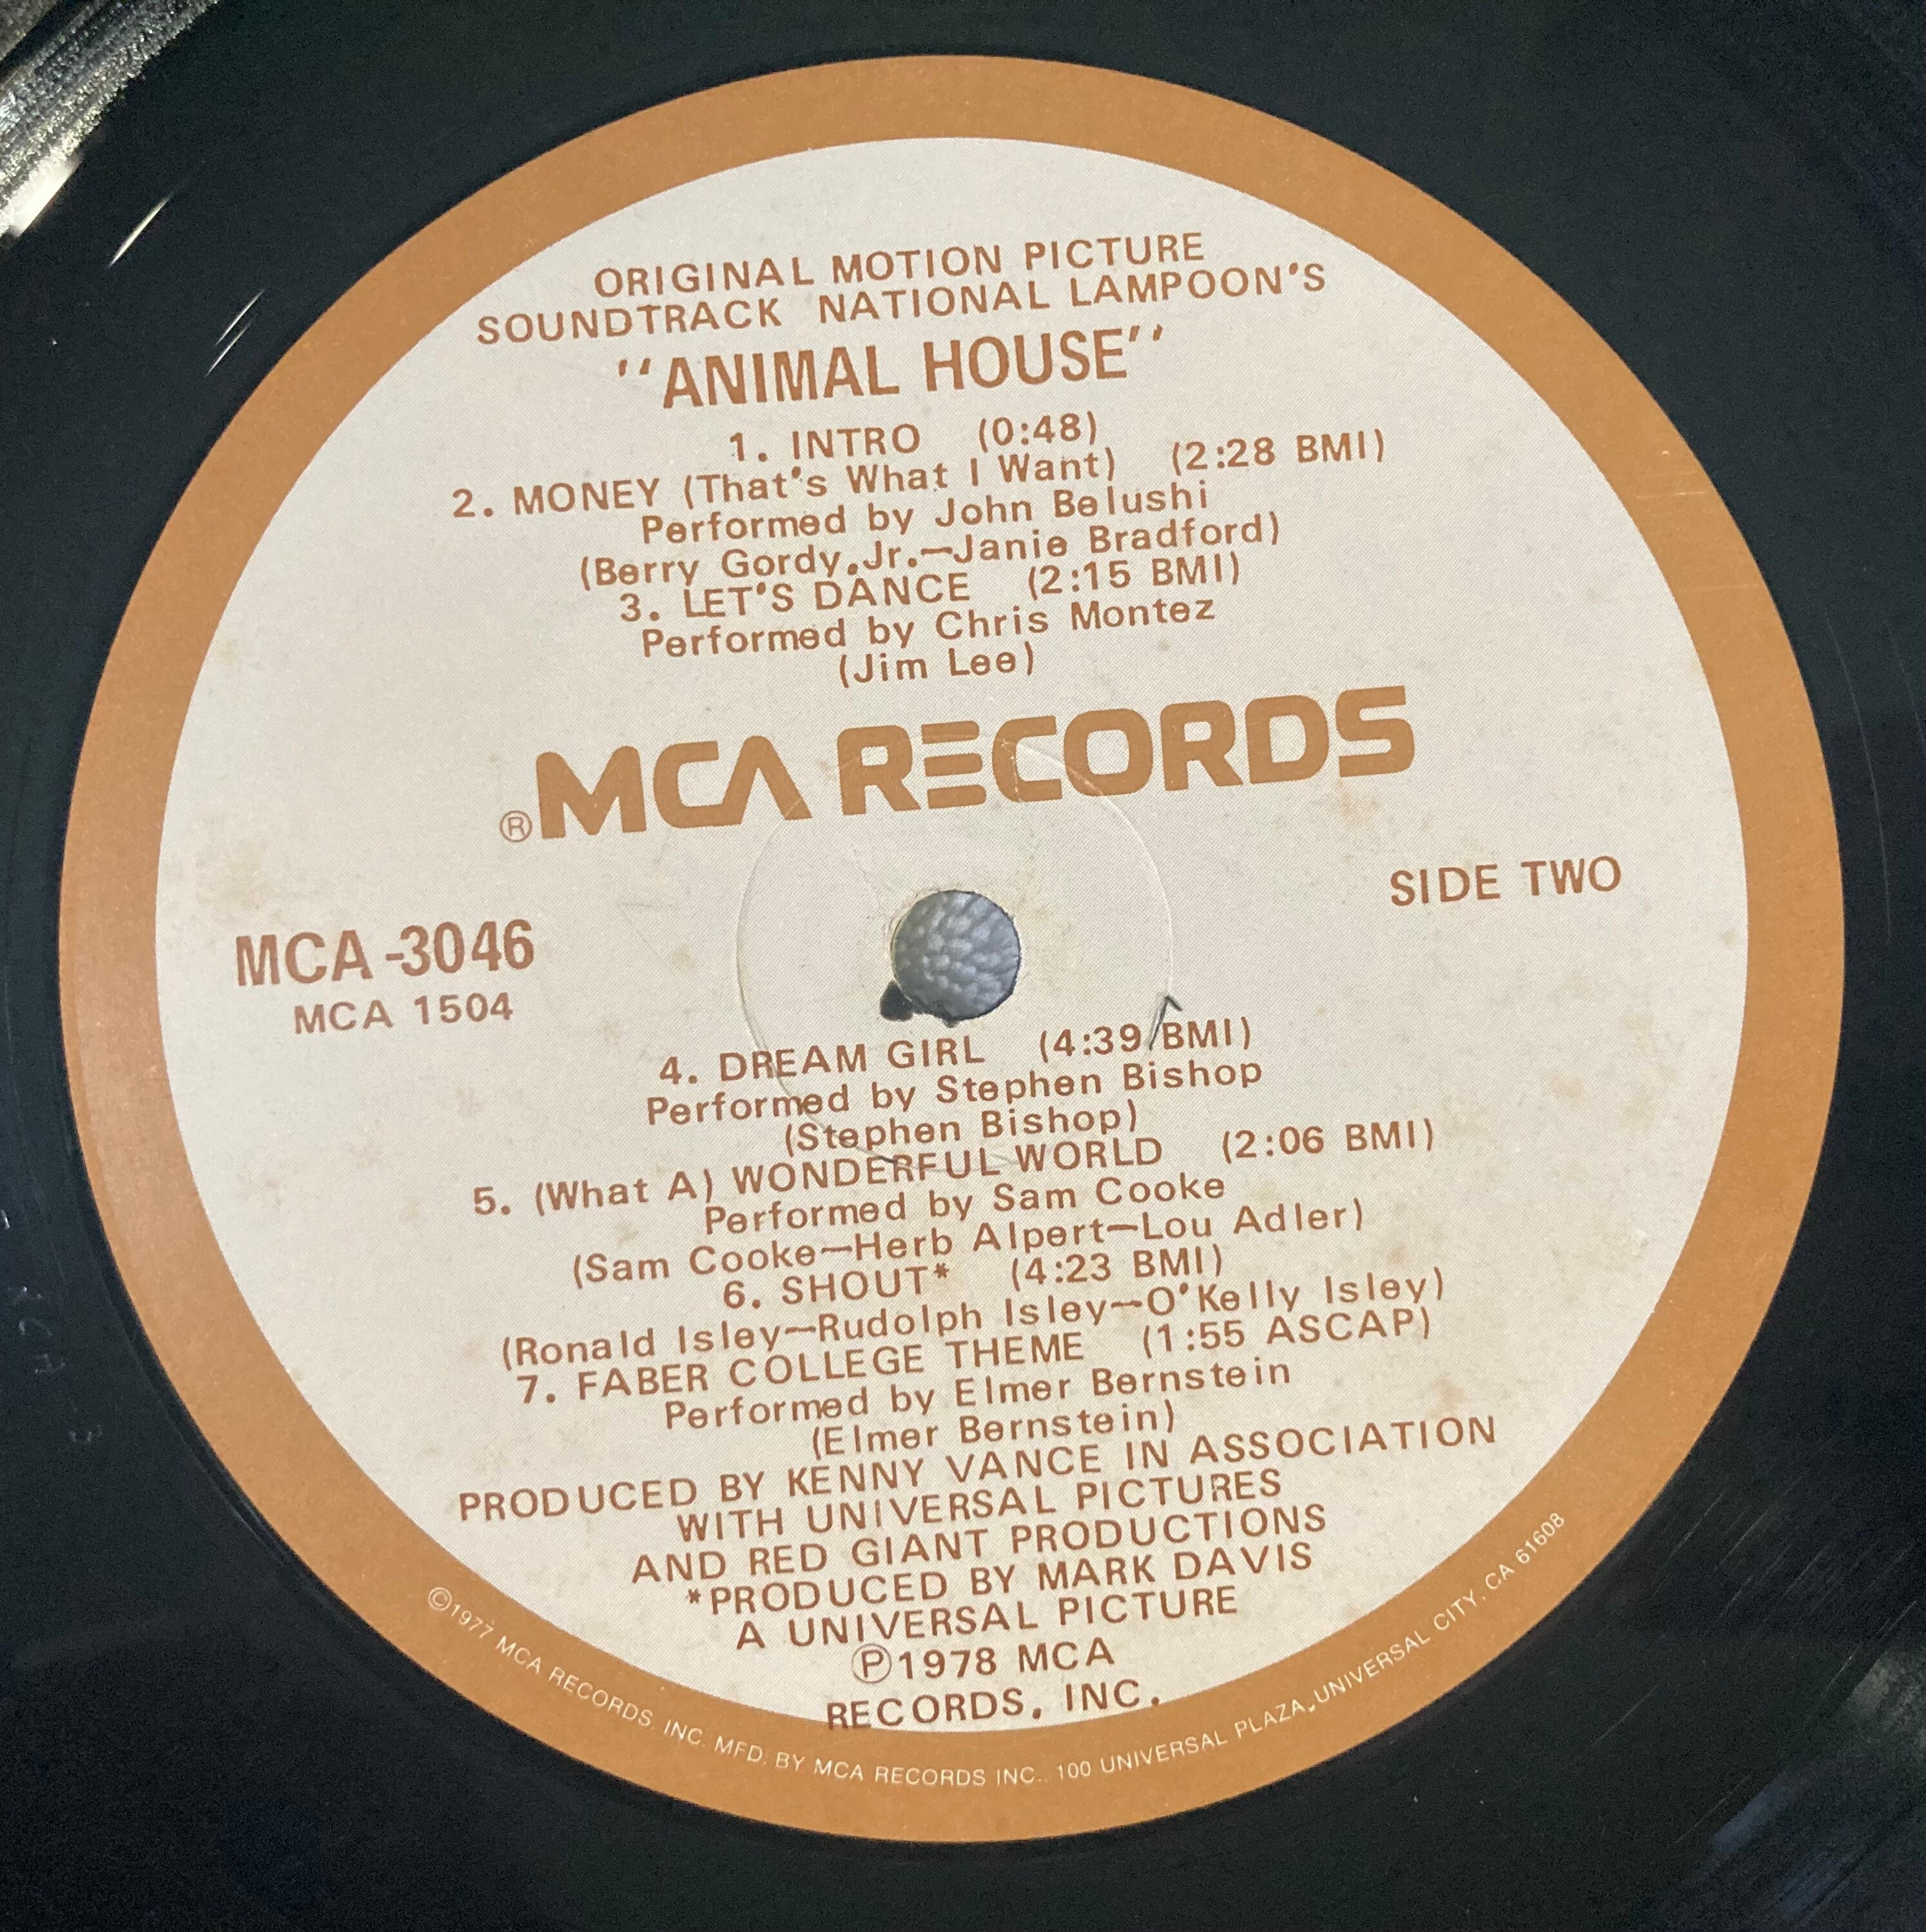 ORIGINAL MOTION PICTURE
SOUNDTRACK NATIONAL LAMPOON'S
"ANIMAL HOUSE"
1. INTRO (0:48)
2. MONEY (That's What I Want) (2:28 BMI)
Performed by John Belushi
(Berry Gordy,Jr.—Janie Bradford)
3. LET'S DANCE (2:15 BMI)
Performed by Chris Montez
(Jim Lee)
®MCA RECORDS
SIDE TWO
MCA-3046
MCA 1504
4. DREAM GIRL (4:39 BMI)
Performed by Stephen Bishop
(Stephen Bishop)
5. (What A) WONDERFUL WORLD (2:06 BMI)
Performed by Sam Cooke
(Sam Cooke—Herb Alpert—Lou Adler)
6. SHOUT* (4:23 BMI)
(Ronald Isley—Rudolph Isley—O'Kelly Isley)
7. FABER COLLEGE THEME (1:55 ASCAP)
Performed by Elmer Bernstein
(Elmer Bernstein)
PRODUCED BY KENNY VANCE IN ASSOCIATION
WITH UNIVERSAL PICTURES
AND RED GIANT PRODUCTIONS
*PRODUCED BY MARK DAVIS
A UNIVERSAL PICTURE
℗1978 MCA
RECORDS, INC.
©1977 MCA RECORDS, INC. MFD. BY MCA RECORDS INC., 100 UNIVERSAL PLAZA, UNIVERSAL CITY, CA 61608